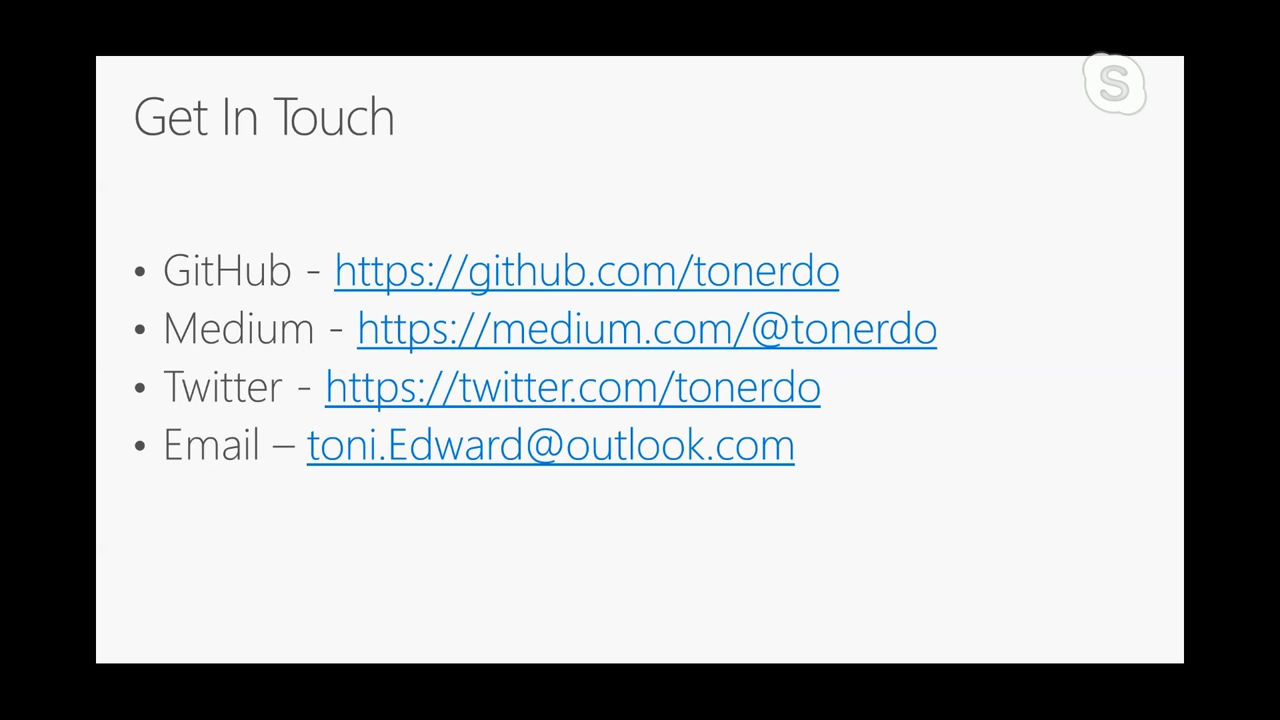 S
Get In Touch
• GitHub - https://github.com/tonerdo
• Medium - https://medium.com/@tonerdo
• Twitter - https://twitter.com/tonerdo
• Email – toni.Edward@outlook.com